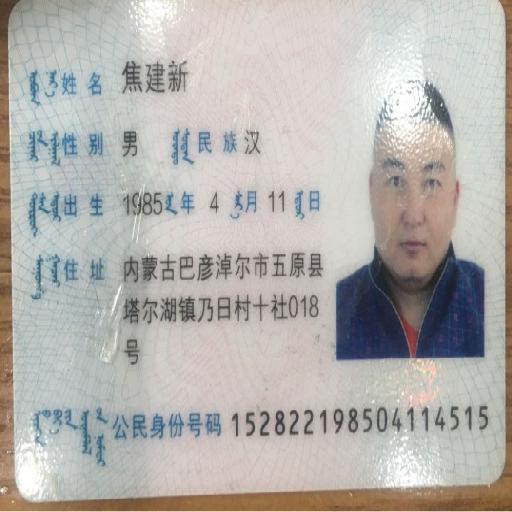 姓名 焦建新
性别 男 民族 汉
出生 1985 年 4 月 11 日
住址 内蒙古巴彦淖尔市五原县
塔尔湖镇乃日村十社018
号
公民身份号码 152822198504114515